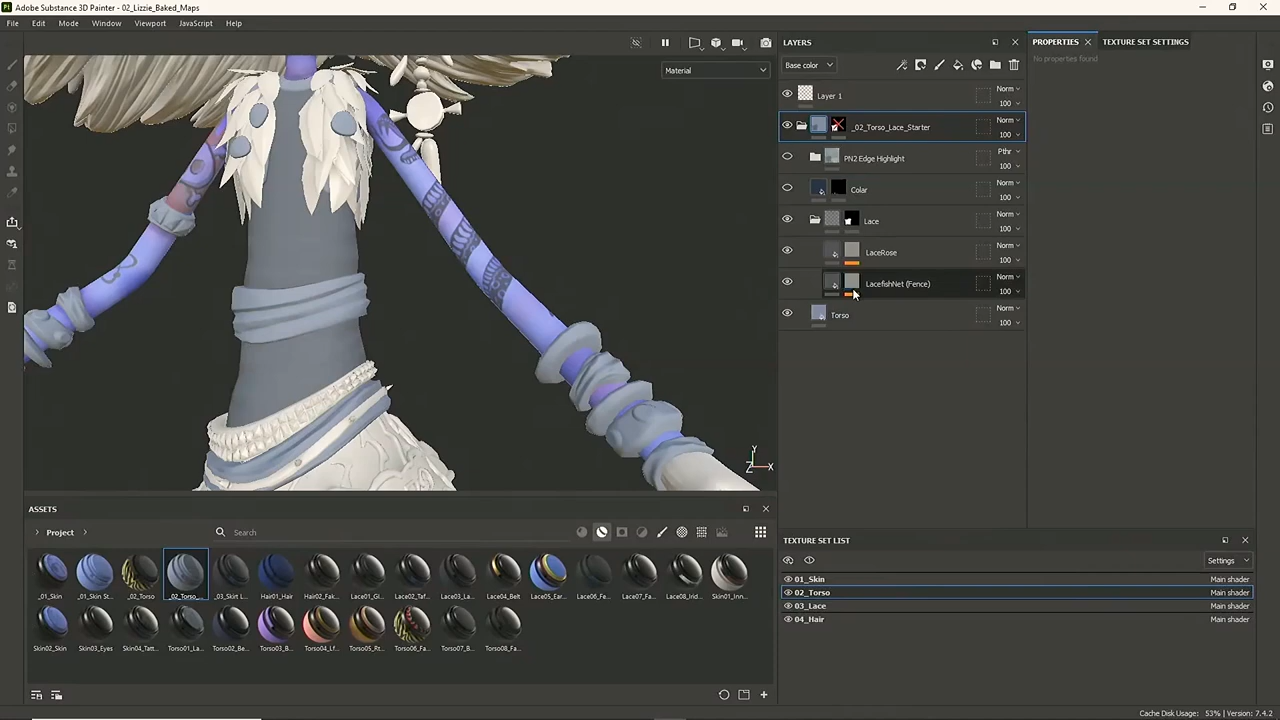 Pt Adobe Substance 3D Painter - 02_Lizzie_Baked_Maps
File Edit Mode Window Viewport JavaScript Help
Material
LAYERS
Base color
Layer 1
Norm
100
_02_Torso_Lace_Starter
Norm
100
PN2 Edge Highlight
Pthr
100
Colar
Norm
100
Lace
Norm
100
LaceRose
Norm
100
LacefishNet (Fence)
Norm
100
Torso
Norm
100
PROPERTIES
TEXTURE SET SETTINGS
No properties found
Y
Z X
ASSETS
Project
Search
_01_Skin _01_Skin St... _02_Torso _02_Torso_... _03_Skirt L... Hair01_Hair Hair02_Fak... Lace01_Gl... Lace02_Taf... Lace03_La... Lace04_Belt Lace05_Ear... Lace06_Fe... Lace07_Fa... Lace08_Irid... Skin01_Inn...
Skin02_Skin Skin03_Eyes Skin04_Tatt... Torso01_La... Torso02_Be... Torso03_B... Torso04_Lf... Torso05_Rt... Torso06_Fa... Torso07_B... Torso08_Fa...
TEXTURE SET LIST
Settings
01_Skin Main shader
02_Torso Main shader
03_Lace Main shader
04_Hair Main shader
Cache Disk Usage: 53% | Version: 7.4.2